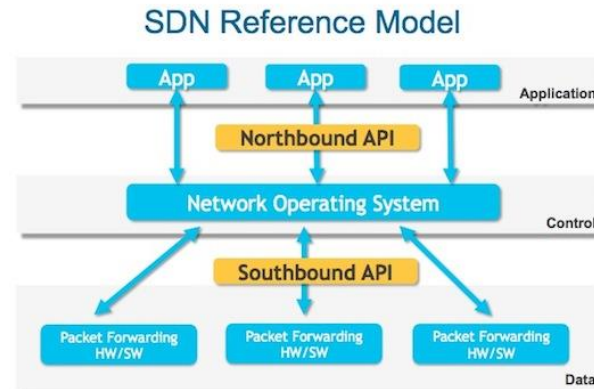 SDN Reference Model
App App App
Application
Northbound API
Network Operating System
Control
Southbound API
Packet Forwarding Packet Forwarding Packet Forwarding
HW/SW HW/SW HW/SW
Data